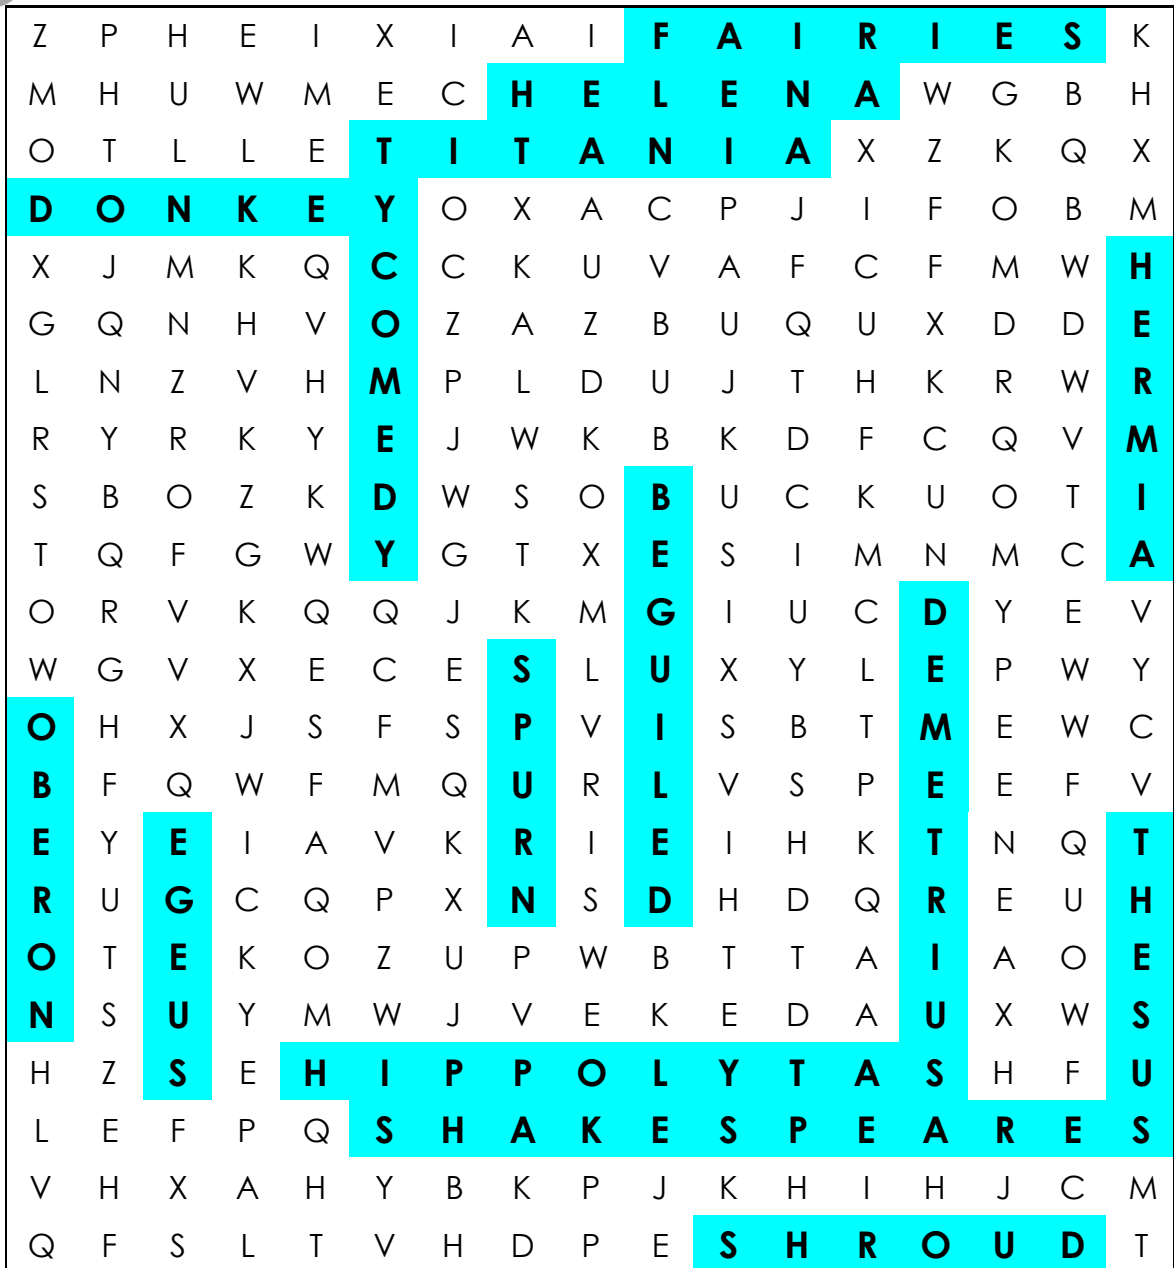 Z P H E I X I A I F A I R I E S K
M H U W M E C H E L E N A W G B H
O T L L E T I T A N I A X Z K Q X
D O N K E Y O X A C P J I F O B M
X J M K Q C C K U V A F C F M W H
G Q N H V O Z A Z B U Q U X D D E
L N Z V H M P L D U J T H K R W R
R Y R K Y E J W K B K D F C Q V M
S B O Z K D W S O B U C K U O T I
T Q F G W Y G T X E S I M N M C A
O R V K Q Q J K M G I U C D Y E V
W G V X E C E S L U X Y L E P W Y
O H X J S F S P V I S B T M E W C
B F Q W F M Q U R L V S P E E F V
E Y E I A V K R I E I H K T N Q T
R U G C Q P X N S D H D Q R E U H
O T E K O Z U P W B T T A I A O E
N S U Y M W J V E K E D A U X W S
H Z S E H I P P O L Y T A S H F U
L E F P Q S H A K E S P E A R E S
V H X A H Y B K P J K H I H J C M
Q F S L T V H D P E S H R O U D T